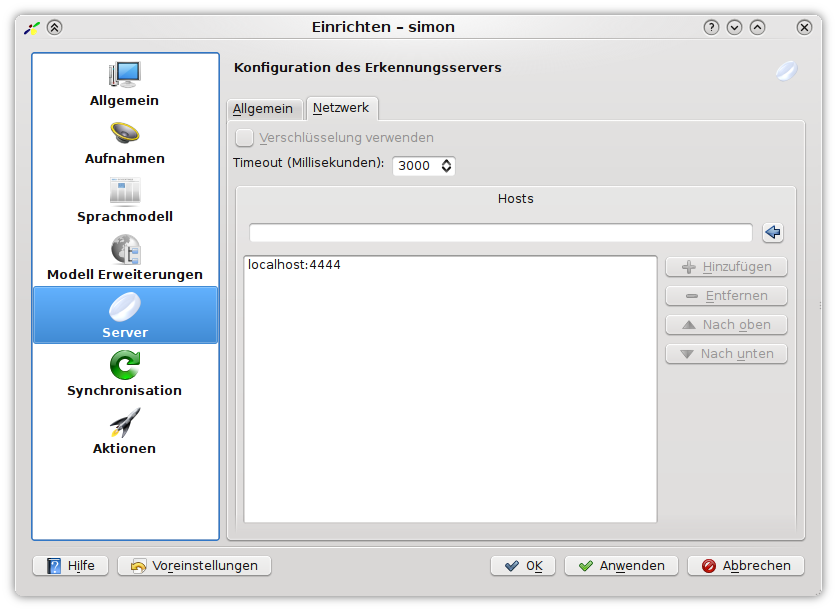 Einrichten – simon
Allgemein
Aufnahmen
Sprachmodell
Modell Erweiterungen
Server
Synchronisation
Aktionen
Konfiguration des Erkennungsservers
Allgemein
Netzwerk
Verschlüsselung verwenden
Timeout (Millisekunden):
3000
Hosts
localhost:4444
Hinzufügen
Entfernen
Nach oben
Nach unten
Hilfe
Voreinstellungen
OK
Anwenden
Abbrechen